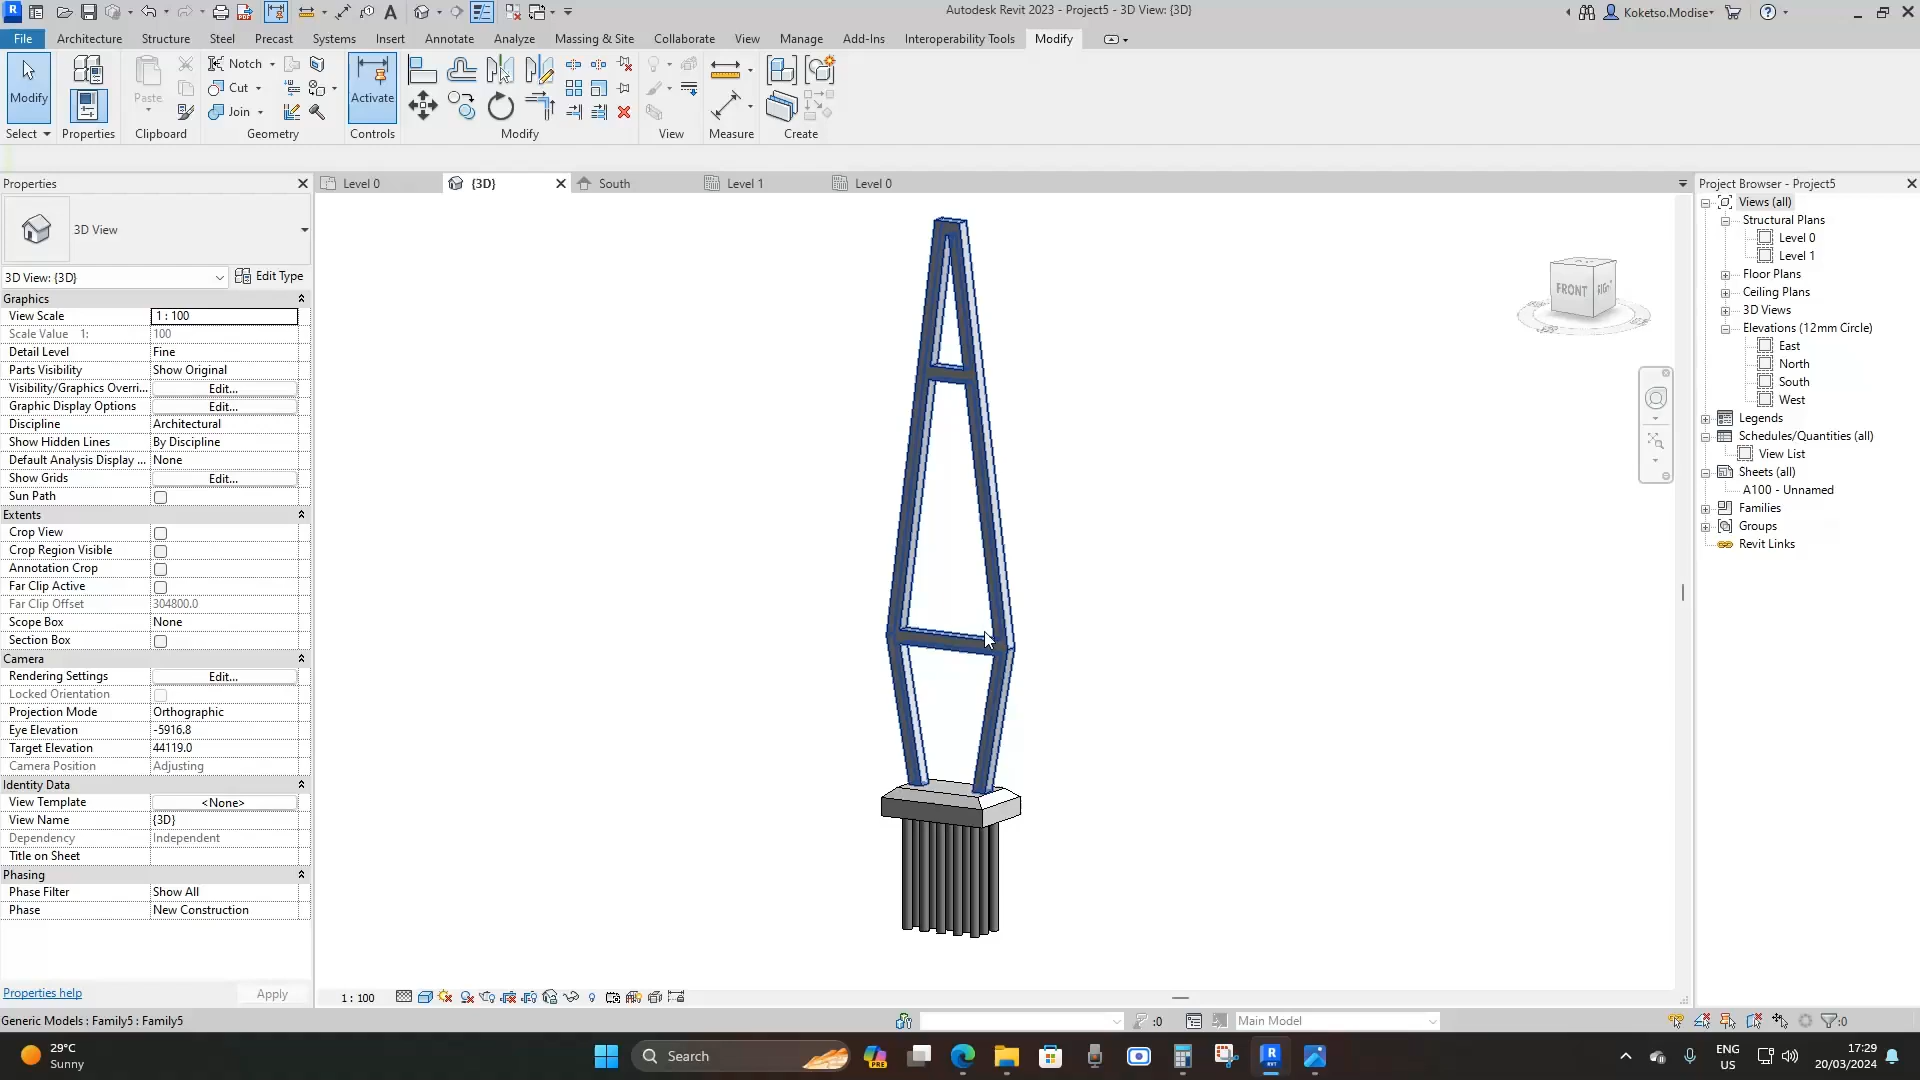 Autodesk Revit 2023 - Project5 - 3D View: {3D}
Koketso.Modise
File Architecture Structure Steel Precast Systems Insert Annotate Analyze Massing & Site Collaborate View Manage Add-Ins Interoperability Tools Modify
Modify
Paste
Notch
Cut
Join
Activate
Select Properties Clipboard Geometry Controls Modify View Measure Create
Properties
Level 0
{3D}
South
Level 1
Level 0
Project Browser - Project5
3D View
3D View: {3D}
Edit Type
Graphics
View Scale 1 : 100
Scale Value 1: 100
Detail Level Fine
Parts Visibility Show Original
Visibility/Graphics Overri... Edit...
Graphic Display Options Edit...
Discipline Architectural
Show Hidden Lines By Discipline
Default Analysis Display ... None
Show Grids Edit...
Sun Path
Extents
Crop View
Crop Region Visible
Annotation Crop
Far Clip Active
Far Clip Offset 304800.0
Scope Box None
Section Box
Camera
Rendering Settings Edit...
Locked Orientation
Projection Mode Orthographic
Eye Elevation -5916.8
Target Elevation 44119.0
Camera Position Adjusting
Identity Data
View Template <None>
View Name {3D}
Dependency Independent
Title on Sheet
Phasing
Phase Filter Show All
Phase New Construction
Properties help
Apply
FRONT
RIGHT
Views (all)
Structural Plans
Level 0
Level 1
Floor Plans
Ceiling Plans
3D Views
Elevations (12mm Circle)
East
North
South
West
Legends
Schedules/Quantities (all)
View List
Sheets (all)
A100 - Unnamed
Families
Groups
Revit Links
1 : 100
Generic Models : Family5 : Family5
:0
Main Model
:0
29°C
Sunny
Search
PRE
ENG
US
17:29
20/03/2024